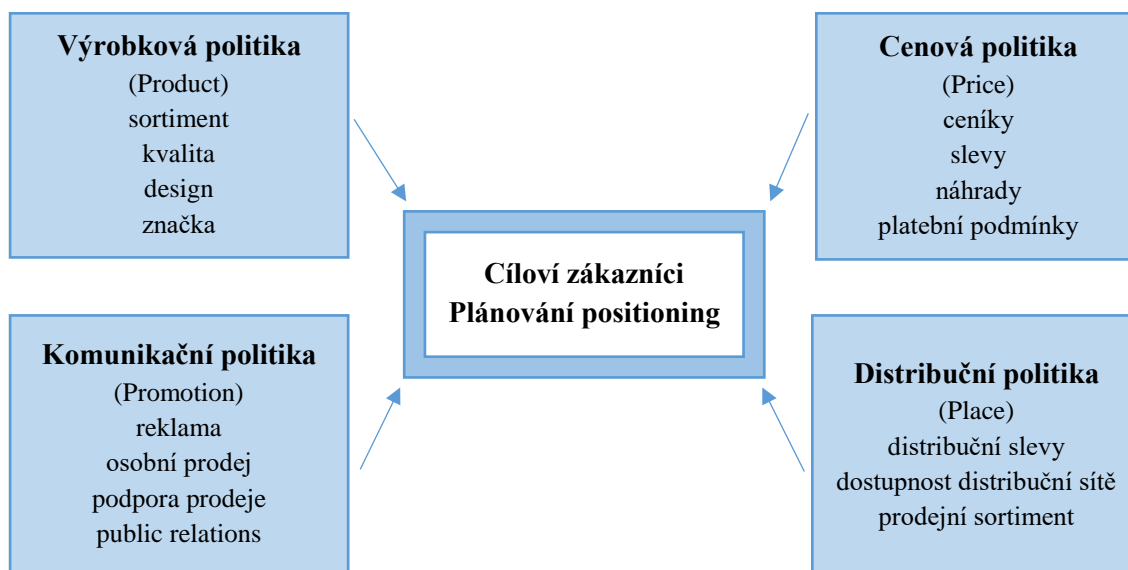 Výrobková politika
(Product)
sortiment
kvalita
design
značka
Cenová politika
(Price)
ceníky
slevy
náhrady
platební podmínky
Cíloví zákazníci
Plánování positioning
Komunikační politika
(Promotion)
reklama
osobní prodej
podpora prodeje
public relations
Distribuční politika
(Place)
distribuční slevy
dostupnost distribuční sítě
prodejní sortiment